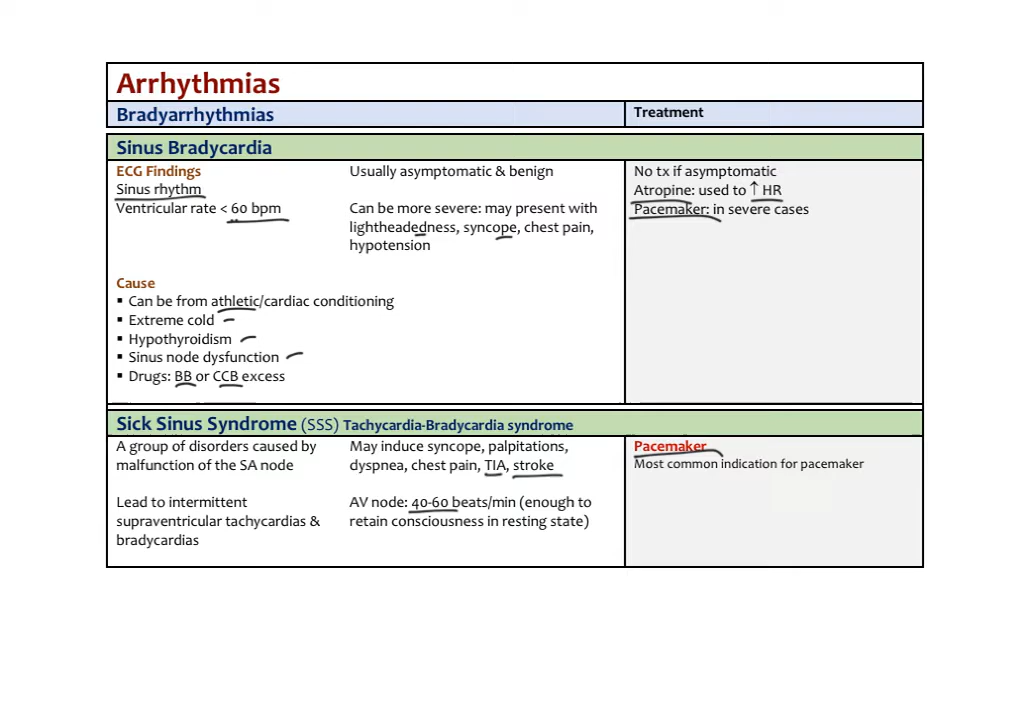 Arrhythmias
Bradyarrhythmias
Treatment
Sinus Bradycardia
ECG Findings
Sinus rhythm
Ventricular rate < 60 bpm
Usually asymptomatic & benign
Can be more severe: may present with
lightheadedness, syncope, chest pain,
hypotension
Cause
▪ Can be from athletic/cardiac conditioning
▪ Extreme cold
▪ Hypothyroidism
▪ Sinus node dysfunction
▪ Drugs: BB or CCB excess
No tx if asymptomatic
Atropine: used to ↑ HR
Pacemaker: in severe cases
Sick Sinus Syndrome (SSS) Tachycardia-Bradycardia syndrome
A group of disorders caused by
malfunction of the SA node
Lead to intermittent
supraventricular tachycardias &
bradycardias
May induce syncope, palpitations,
dyspnea, chest pain, TIA, stroke
AV node: 40-60 beats/min (enough to
retain consciousness in resting state)
Pacemaker
Most common indication for pacemaker